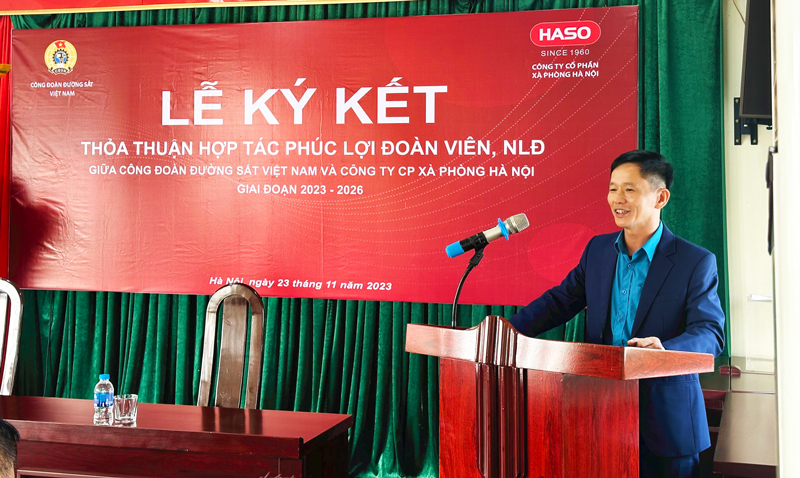 CÔNG ĐOÀN ĐƯỜNG SẮT
VIỆT NAM
HASO
SINCE 1960
CÔNG TY CỔ PHẦN
XÀ PHÒNG HÀ NỘI
LỄ KÝ KẾT
THỎA THUẬN HỢP TÁC PHÚC LỢI ĐOÀN VIÊN, NLĐ
GIỮA CÔNG ĐOÀN ĐƯỜNG SẮT VIỆT NAM VÀ CÔNG TY CP XÀ PHÒNG HÀ NỘI
GIAI ĐOẠN 2023 - 2026
Hà Nội, ngày 23 tháng 11 năm 2023